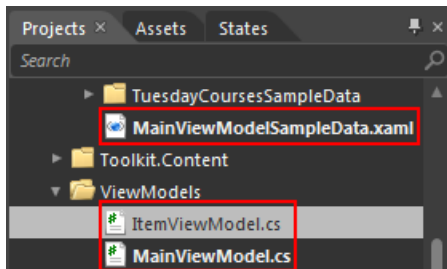 Projects × Assets States
Search
TuesdayCoursesSampleData
MainViewModelSampleData.xaml
Toolkit.Content
ViewModels
ItemViewModel.cs
MainViewModel.cs